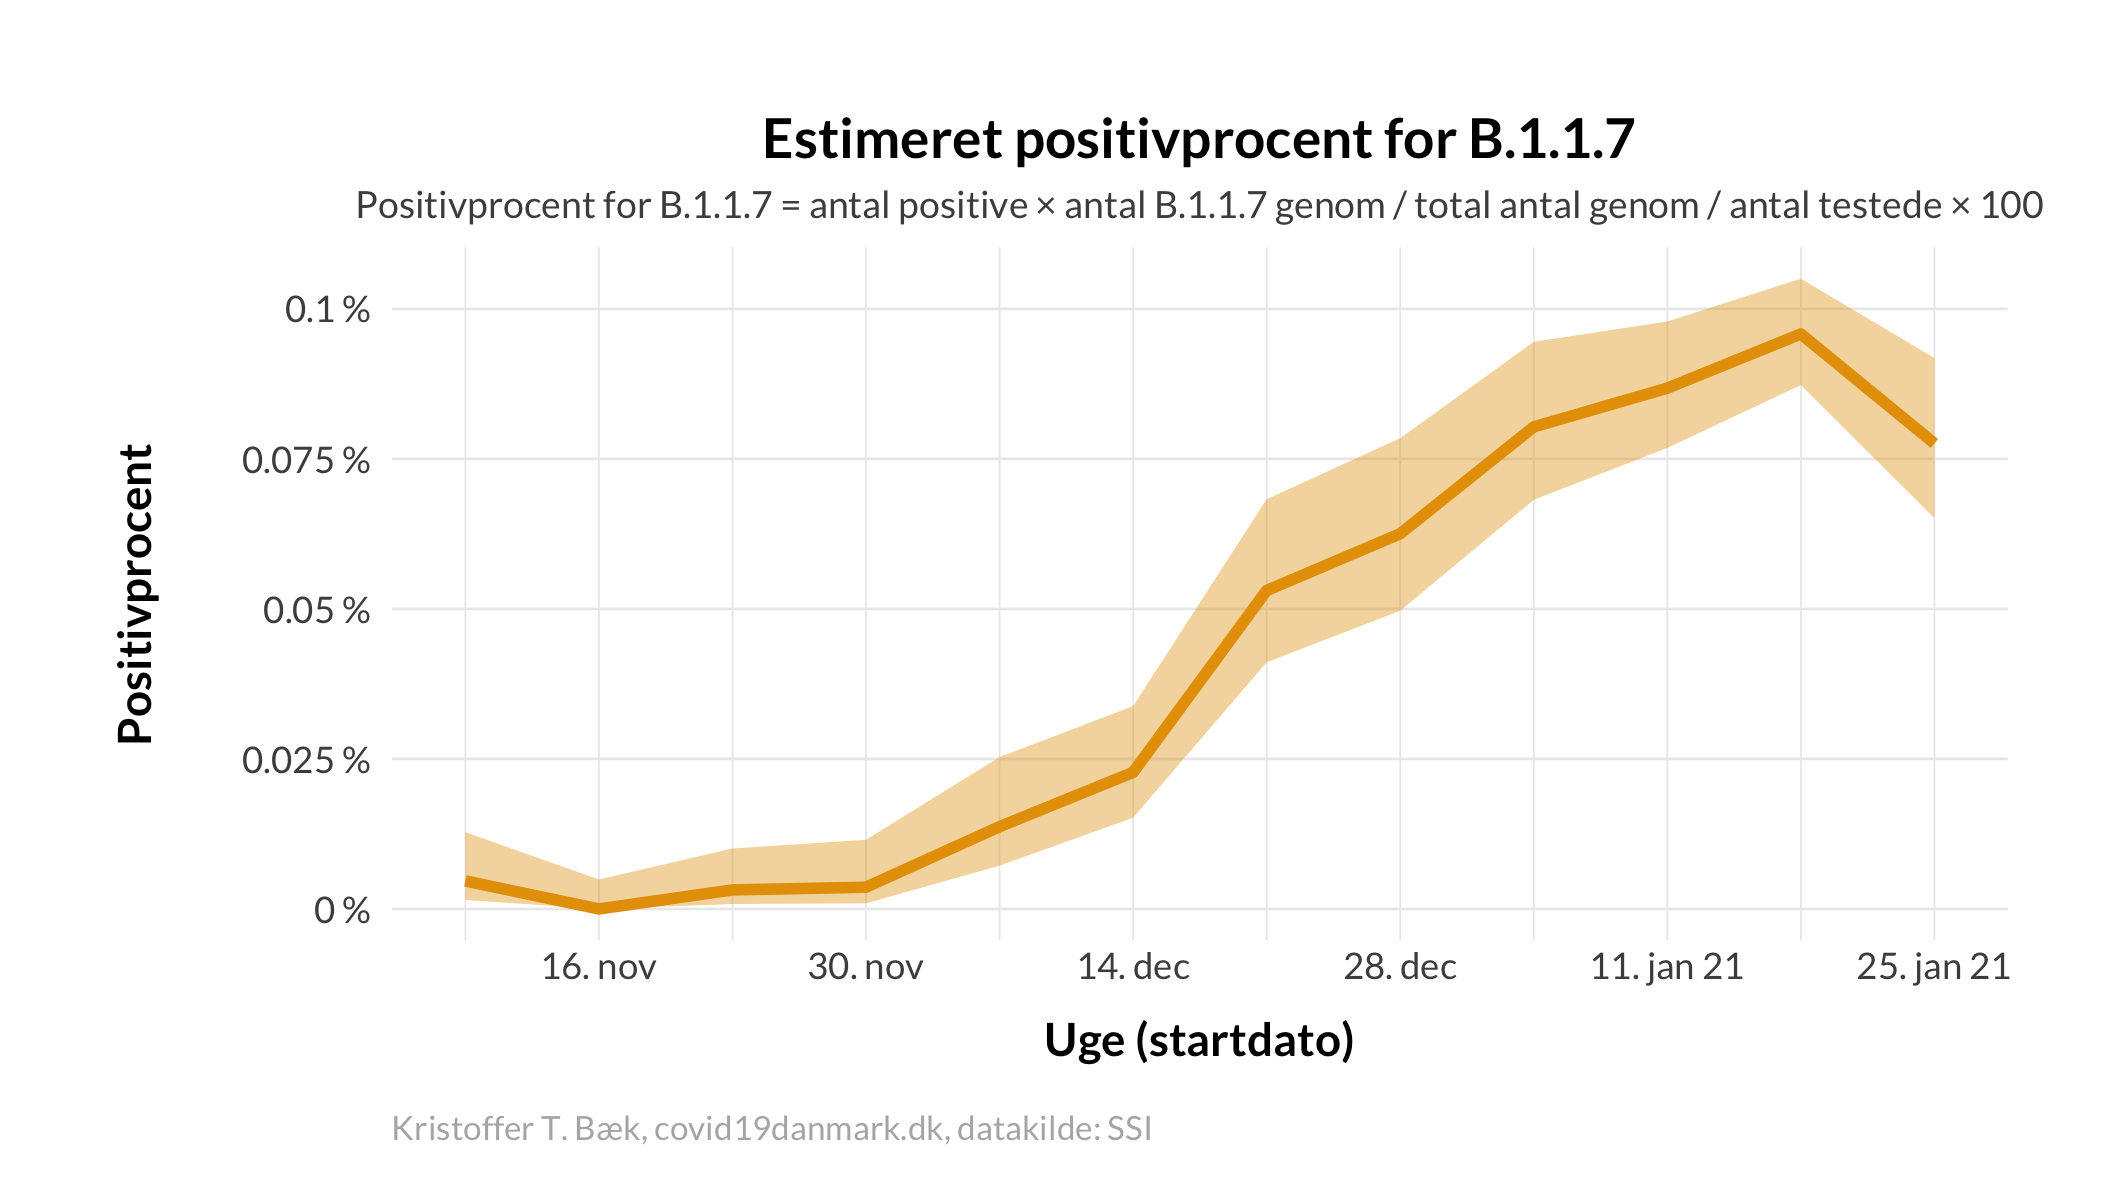 Estimeret positivprocent for B.1.1.7
Positivprocent for B.1.1.7 = antal positive × antal B.1.1.7 genom / total antal genom / antal testede × 100
Positivprocent
0.1 %
0.075 %
0.05 %
0.025 %
0 %
16. nov 30. nov 14. dec 28. dec 11. jan 21 25. jan 21
Uge (startdato)
Kristoffer T. Bæk, covid19danmark.dk, datakilde: SSI